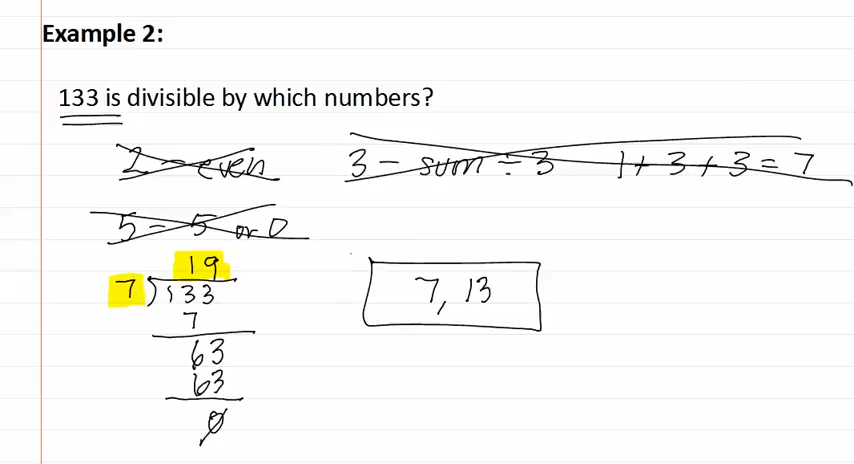 Example 2:
133 is divisible by which numbers?
2 - even
3 - sum ÷ 3 1 + 3 + 3 = 7
5 - 5 or 0
19
7 ) 133
7
63
63
0
7, 13